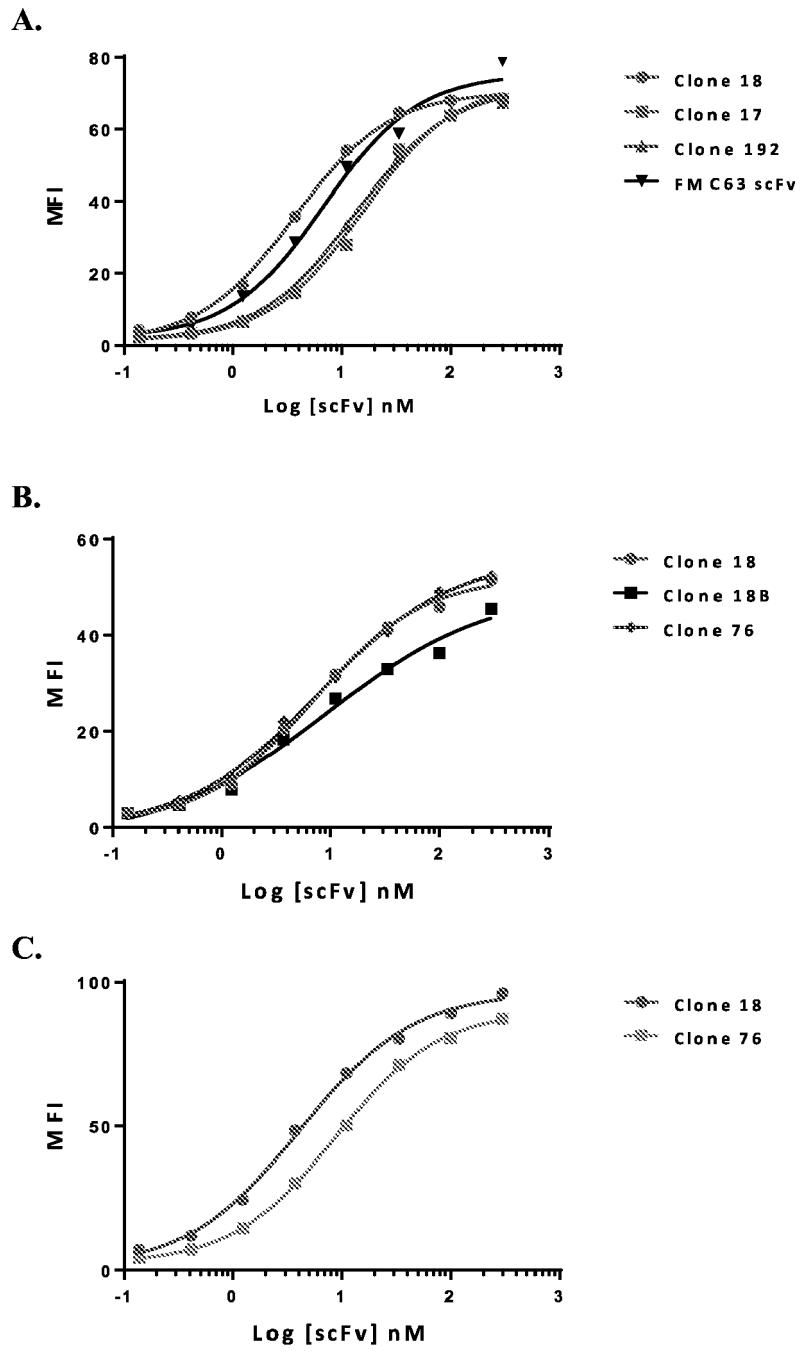 A.
80
60
40
20
0
MFI
-1
0
1
2
3
Log [scFv] nM
Clone 18
Clone 17
Clone 192
FMC63 scFv
B.
60
40
20
0
MFI
-1
0
1
2
3
Log [scFv] nM
Clone 18
Clone 18B
Clone 76
C.
100
50
0
MFI
-1
0
1
2
3
Log [scFv] nM
Clone 18
Clone 76